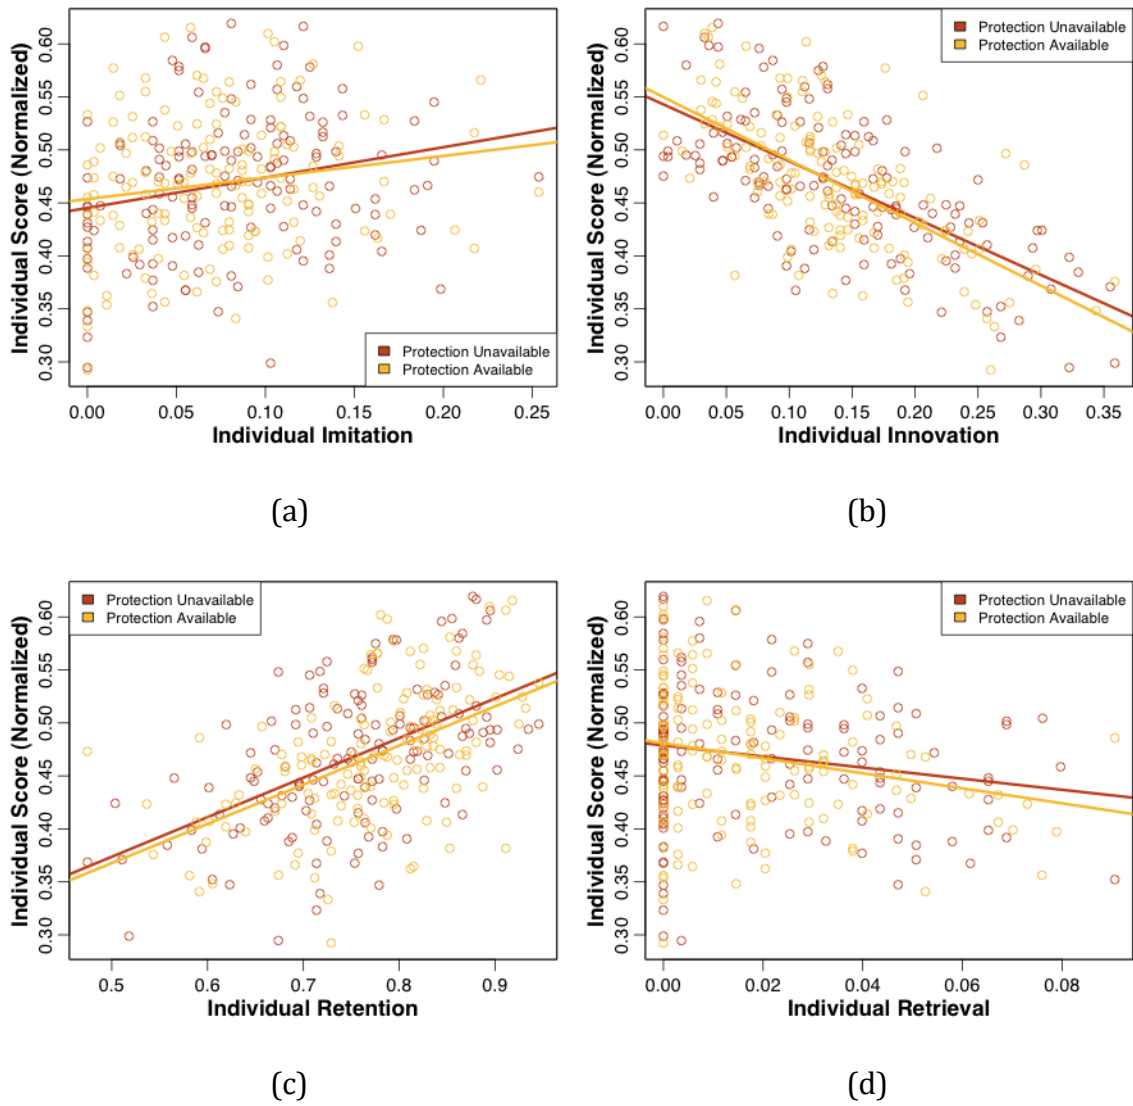 Individual Score (Normalized)
0.60
0.55
0.50
0.45
0.40
0.35
0.30
Protection Unavailable
Protection Available
0.00 0.05 0.10 0.15 0.20 0.25
Individual Imitation
(a)
Individual Score (Normalized)
0.60
0.55
0.50
0.45
0.40
0.35
0.30
Protection Unavailable
Protection Available
0.00 0.05 0.10 0.15 0.20 0.25 0.30 0.35
Individual Innovation
(b)
Individual Score (Normalized)
0.60
0.55
0.50
0.45
0.40
0.35
0.30
Protection Unavailable
Protection Available
0.5 0.6 0.7 0.8 0.9
Individual Retention
(c)
Individual Score (Normalized)
0.60
0.55
0.50
0.45
0.40
0.35
0.30
Protection Unavailable
Protection Available
0.00 0.02 0.04 0.06 0.08
Individual Retrieval
(d)